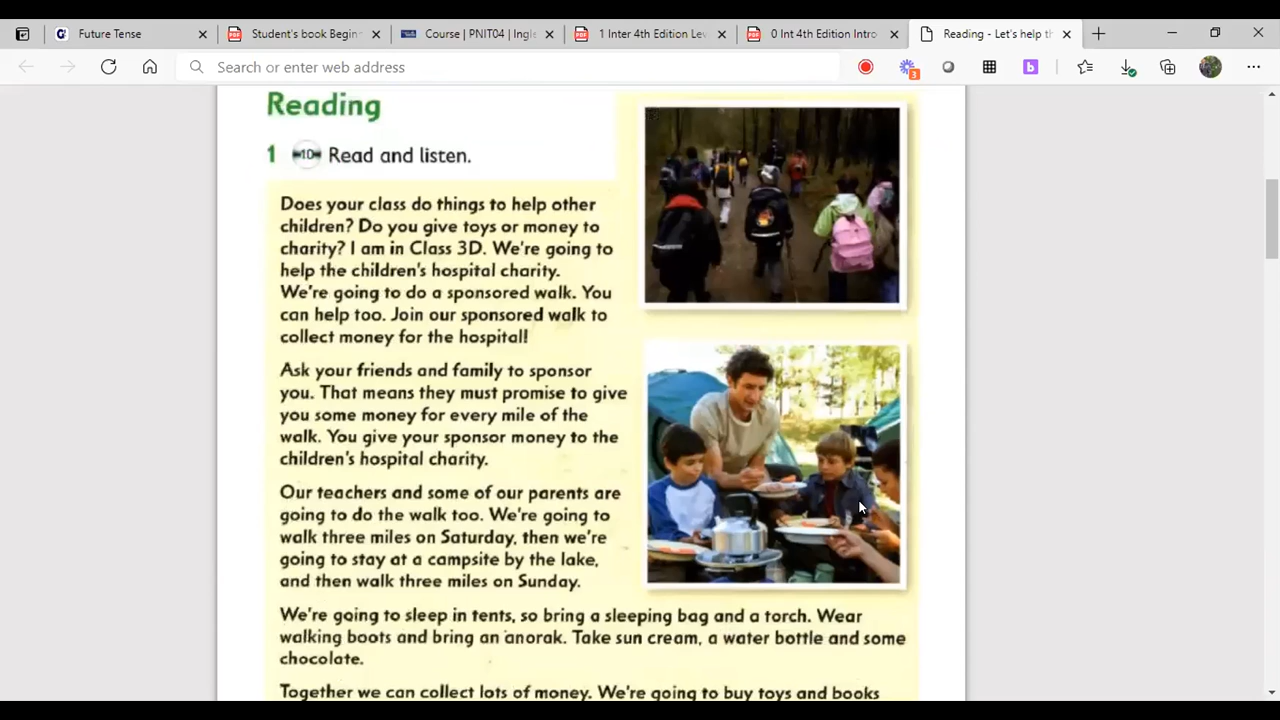 Future Tense
Student's book Beginn
Course | PNIT04 | Ingle
1 Inter 4th Edition Lev
0 Int 4th Edition Intro
Reading - Let's help th
Search or enter web address
3
Reading
1 10 Read and listen.
Does your class do things to help other
children? Do you give toys or money to
charity? I am in Class 3D. We're going to
help the children's hospital charity.
We're going to do a sponsored walk. You
can help too. Join our sponsored walk to
collect money for the hospital!
Ask your friends and family to sponsor
you. That means they must promise to give
you some money for every mile of the
walk. You give your sponsor money to the
children's hospital charity.
Our teachers and some of our parents are
going to do the walk too. We're going to
walk three miles on Saturday, then we're
going to stay at a campsite by the lake,
and then walk three miles on Sunday.
We're going to sleep in tents, so bring a sleeping bag and a torch. Wear
walking boots and bring an anorak. Take sun cream, a water bottle and some
chocolate.
Together we can collect lots of money. We're going to buy toys and books